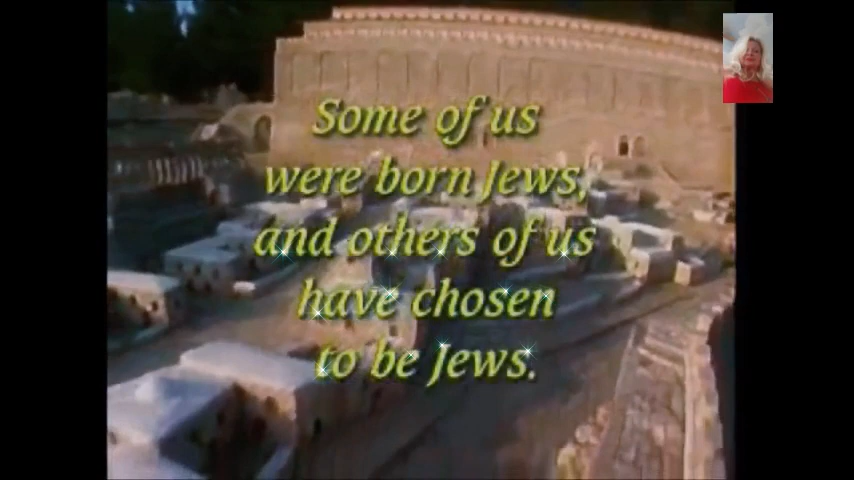 Some of us
were born Jews,
and others of us
have chosen
to be Jews.